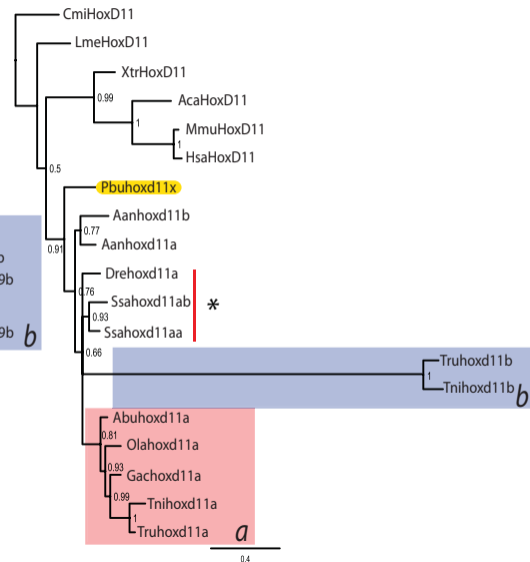 CmiHoxD11
LmeHoxD11
XtrHoxD11
0.99
AcaHoxD11
1
MmuHoxD11
1
HsaHoxD11
0.5
Pbuhoxd11x
Aanhoxd11b
0.77
Aanhoxd11a
0.91
b
9b
Drehoxd11a
0.76
Ssahoxd11ab
*
0.93
9b b
Ssahoxd11aa
0.66
Truhoxd11b
1
Tnihoxd11b
b
Abuhoxd11a
0.81
Olahoxd11a
0.93
Gachoxd11a
0.99
Tnihoxd11a
1
Truhoxd11a
a
0.4